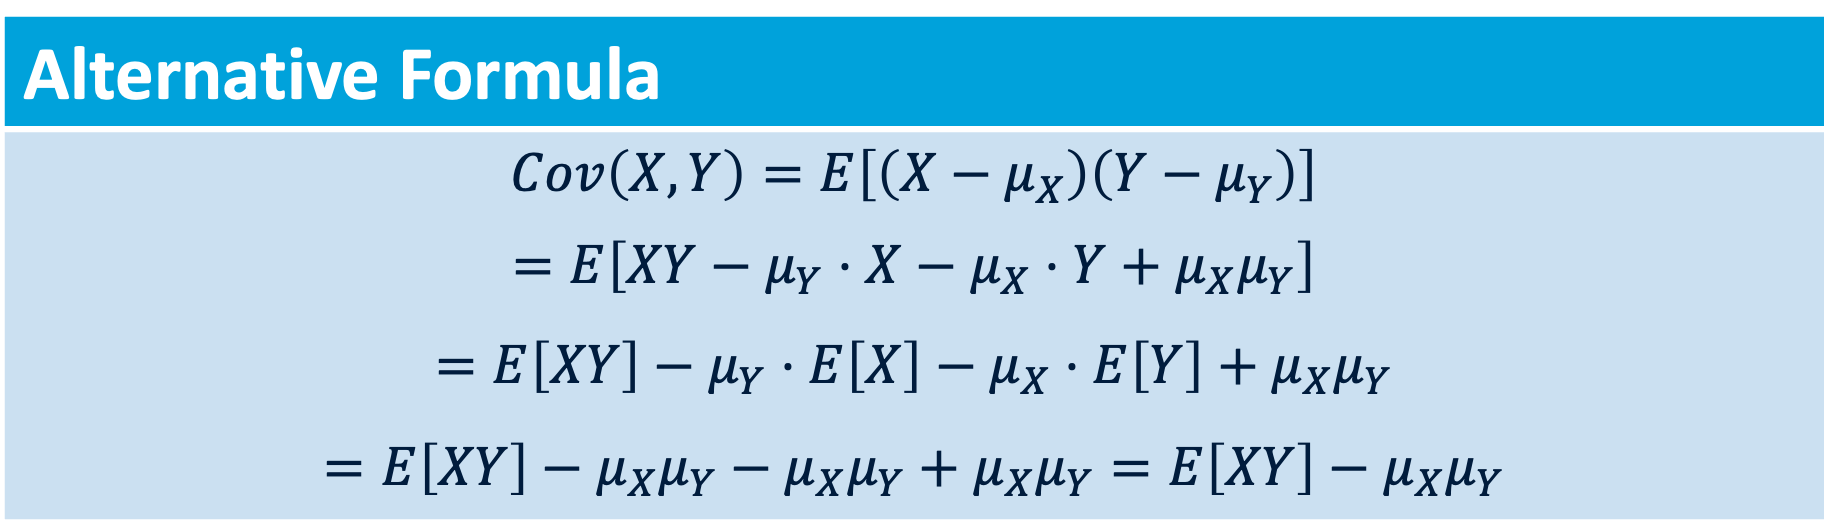 Alternative Formula
Cov(X, Y) = E[(X − μ_X)(Y − μ_Y)]
= E[XY − μ_Y · X − μ_X · Y + μ_Xμ_Y]
= E[XY] − μ_Y · E[X] − μ_X · E[Y] + μ_Xμ_Y
= E[XY] − μ_Xμ_Y − μ_Xμ_Y + μ_Xμ_Y = E[XY] − μ_Xμ_Y